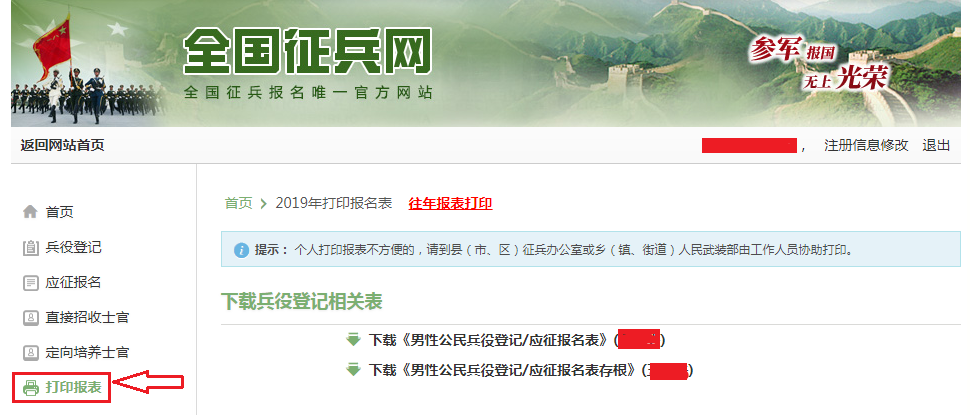 全国征兵网
全国征兵报名唯一官方网站
参军 报国
无上 光荣
返回网站首页
， 注册信息修改 退出
首页
兵役登记
应征报名
直接招收士官
定向培养士官
打印报表
首页 > 2019年打印报名表 往年报表打印
提示： 个人打印报表不方便的，请到县（市、区）征兵办公室或乡（镇、街道）人民武装部由工作人员协助打印。
下载兵役登记相关表
下载《男性公民兵役登记/应征报名表》( )
下载《男性公民兵役登记/应征报名表存根》( )